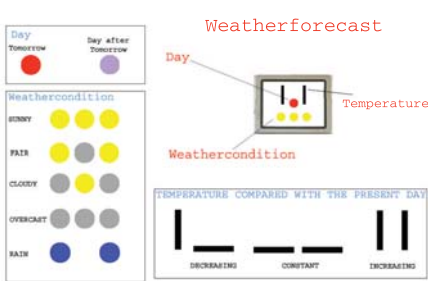 Weatherforecast
Day
Tomorrow
Day after
Tomorrow
Day
Temperature
Weathercondition
Weathercondition
SUNNY
FAIR
CLOUDY
OVERCAST
RAIN
TEMPERATURE COMPARED WITH THE PRESENT DAY
DECREASING
CONSTANT
INCREASING